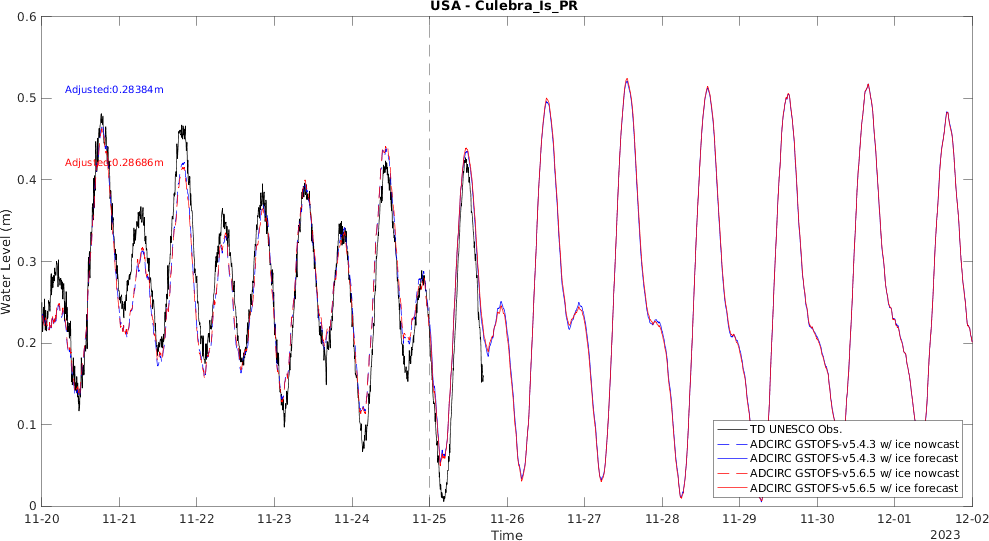 USA - Culebra_Is_PR
0.6
0.5
0.4
0.3
0.2
0.1
0
Water Level (m)
Adjusted:0.28384m
Adjusted:0.28686m
TD UNESCO Obs.
ADCIRC GSTOFS-v5.4.3 w/ ice nowcast
ADCIRC GSTOFS-v5.4.3 w/ ice forecast
ADCIRC GSTOFS-v5.6.5 w/ ice nowcast
ADCIRC GSTOFS-v5.6.5 w/ ice forecast
11-20 11-21 11-22 11-23 11-24 11-25 11-26 11-27 11-28 11-29 11-30 12-01 12-02
Time
2023